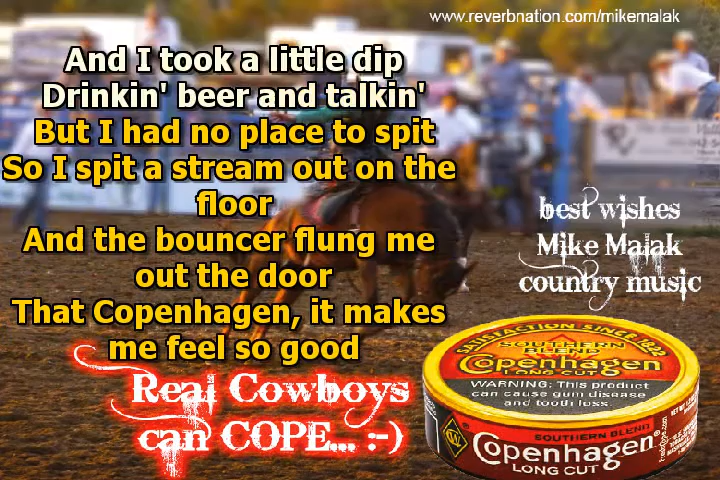 www.reverbnation.com/mikemalak
And I took a little dip
Drinkin' beer and talkin'
But I had no place to spit
So I spit a stream out on the
floor
And the bouncer flung me
out the door
That Copenhagen, it makes
me feel so good
best wishes
Mike Malak
country music
Real Cowboys
can COPE... :-)
SATISFACTION SINCE 1822
SOUTHERN
BLEND
Copenhagen
LONG CUT
WARNING: This product
can cause gum disease
and tooth loss.
SOUTHERN BLEND
Copenhagen®
LONG CUT